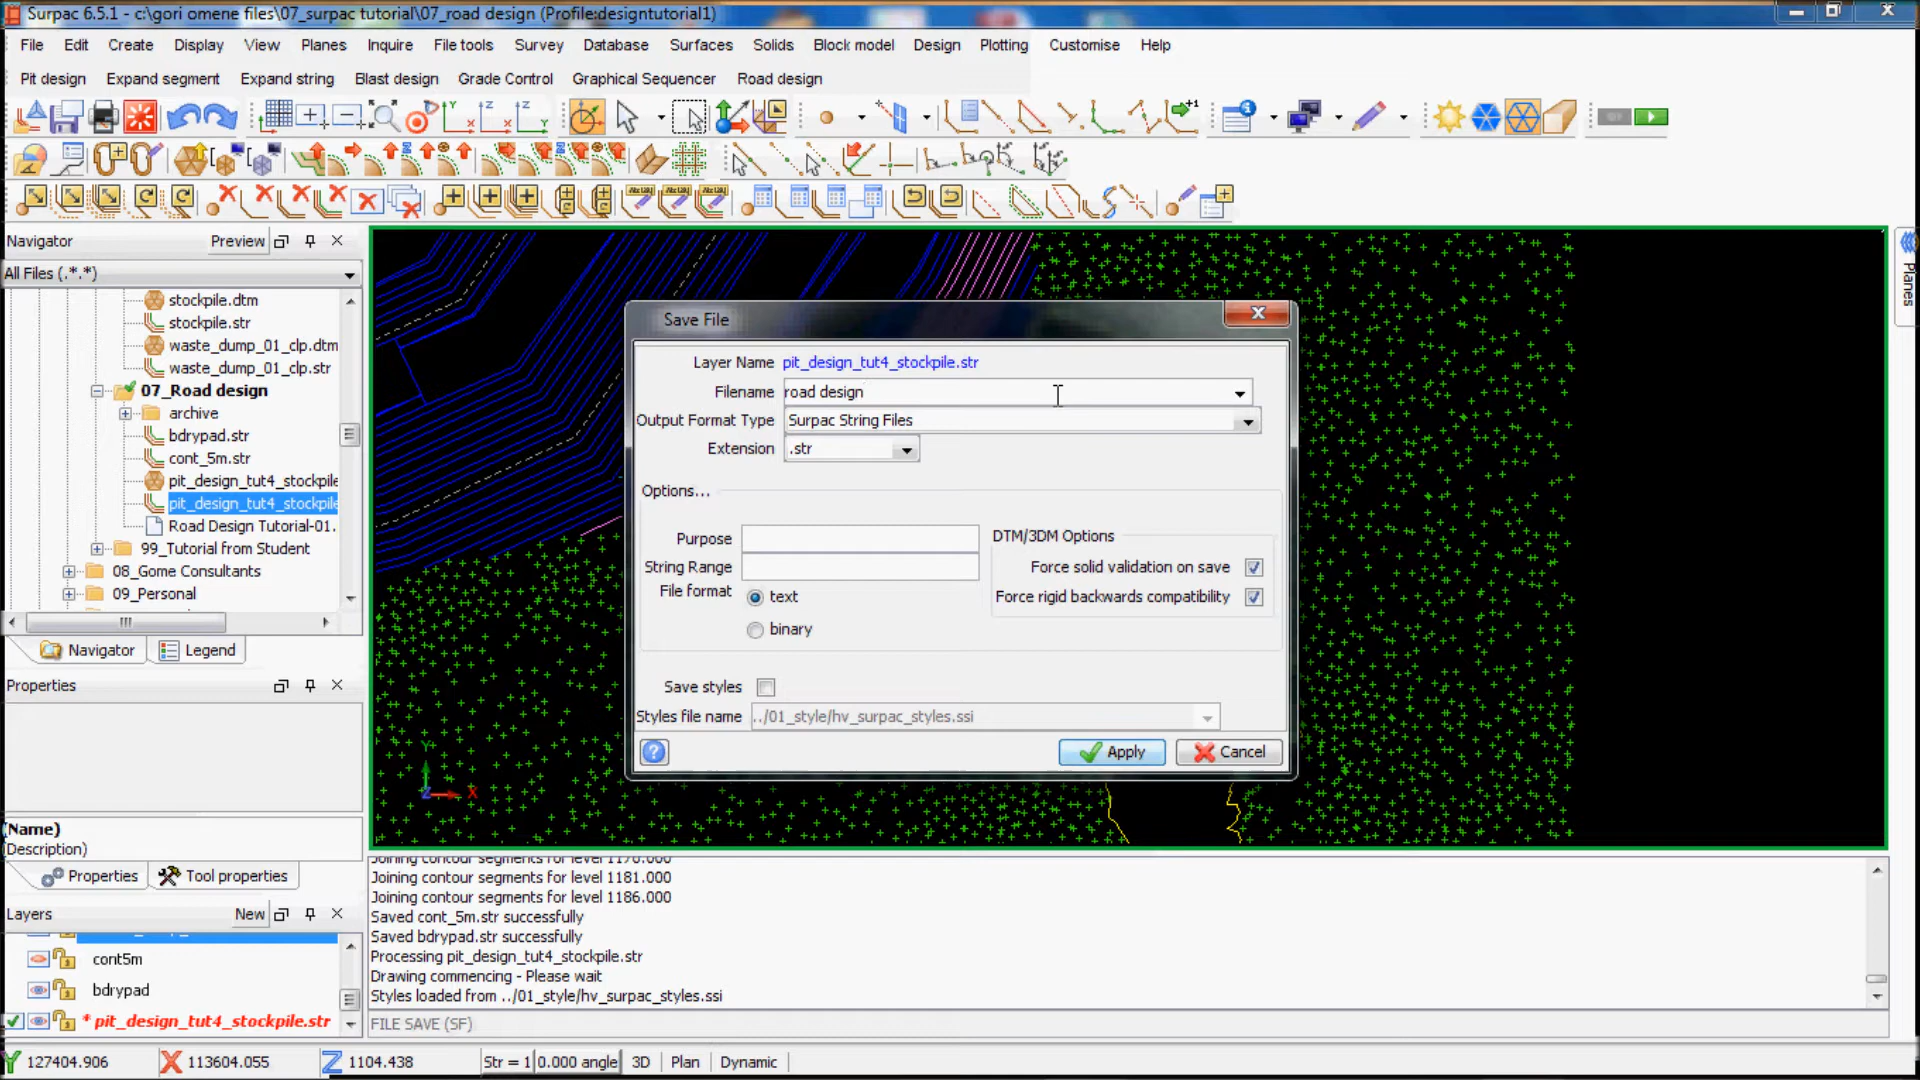 Surpac 6.5.1 - c:\gori omene files\07_surpac tutorial\07_road design (Profile:designtutorial1)
File Edit Create Display View Planes Inquire File tools Survey Database Surfaces Solids Block model Design Plotting Customise Help
Pit design Expand segment Expand string Blast design Grade Control Graphical Sequencer Road design
Navigator Preview
All Files (.*.*)
stockpile.dtm
stockpile.str
waste_dump_01_clp.dtm
waste_dump_01_clp.str
07_Road design
archive
bdrypad.str
cont_5m.str
pit_design_tut4_stockpile
pit_design_tut4_stockpile
Road Design Tutorial-01.
99_Tutorial from Student
08_Gome Consultants
09_Personal
Navigator Legend
Properties
(Name)
(Description)
Properties Tool properties
Layers New
cont5m
bdrypad
* pit_design_tut4_stockpile.str
Planes
Save File
Layer Name pit_design_tut4_stockpile.str
Filename road design
Output Format Type Surpac String Files
Extension .str
Options...
Purpose
String Range
File format text
binary
DTM/3DM Options
Force solid validation on save
Force rigid backwards compatibility
Save styles
Styles file name ../01_style/hv_surpac_styles.ssi
Apply Cancel
Y
Z X
Joining contour segments for level 1176.000
Joining contour segments for level 1181.000
Joining contour segments for level 1186.000
Saved cont_5m.str successfully
Saved bdrypad.str successfully
Processing pit_design_tut4_stockpile.str
Drawing commencing - Please wait
Styles loaded from ../01_style/hv_surpac_styles.ssi
FILE SAVE (SF)
Y 127404.906 X 113604.055 Z 1104.438 Str = 1 0.000 angle 3D Plan Dynamic